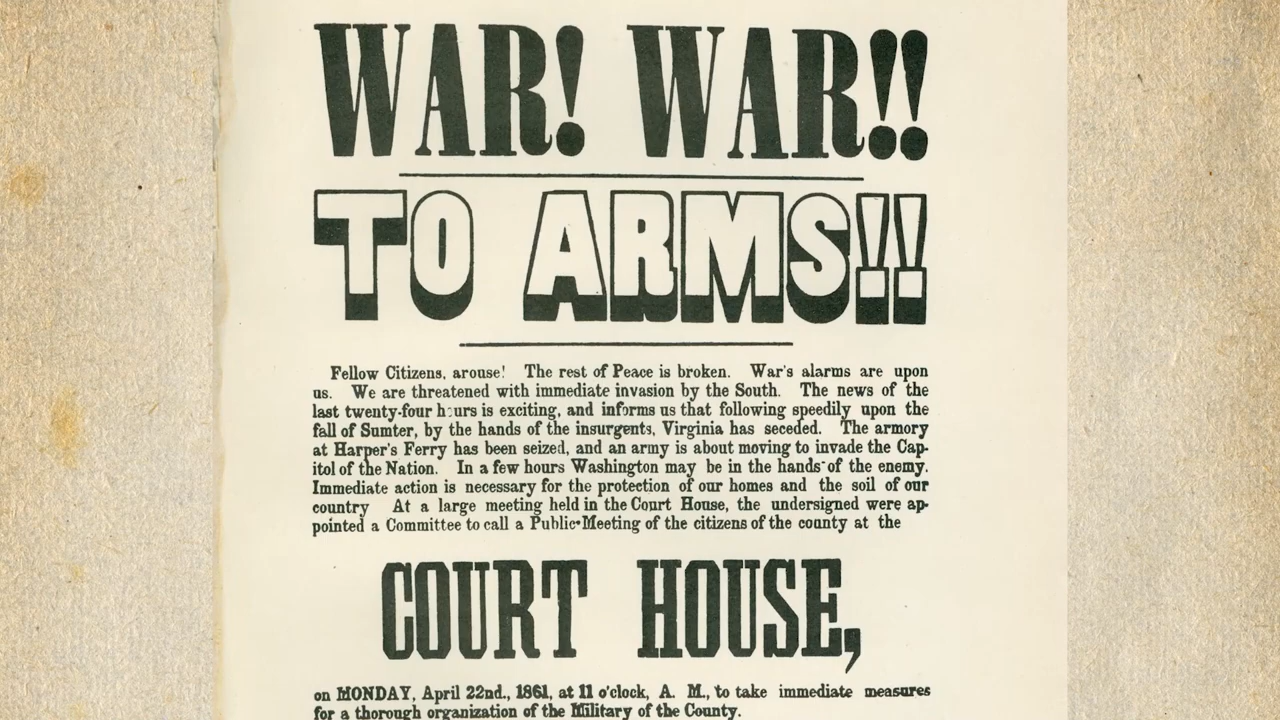 WAR! WAR!!
TO ARMS!!
Fellow Citizens, arouse! The rest of Peace is broken. War's alarms are upon
us. We are threatened with immediate invasion by the South. The news of the
last twenty-four hours is exciting, and informs us that following speedily upon the
fall of Sumter, by the hands of the insurgents, Virginia has seceded. The armory
at Harper's Ferry has been seized, and an army is about moving to invade the Cap-
itol of the Nation. In a few hours Washington may be in the hands of the enemy.
Immediate action is necessary for the protection of our homes and the soil of our
country At a large meeting held in the Court House, the undersigned were ap-
pointed a Committee to call a Public Meeting of the citizens of the county at the
COURT HOUSE,
on MONDAY, April 22nd., 1861, at 11 o'clock, A. M., to take immediate measures
for a thorough organization of the Military of the County.